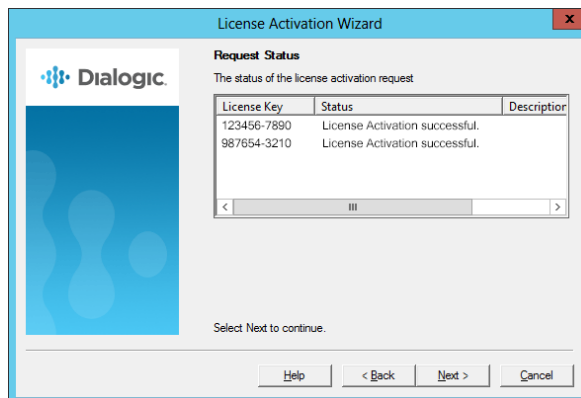 License Activation Wizard
x
Dialogic.
Request Status
The status of the license activation request
License Key Status Description
123456-7890 License Activation successful.
987654-3210 License Activation successful.
Select Next to continue.
Help < Back Next > Cancel